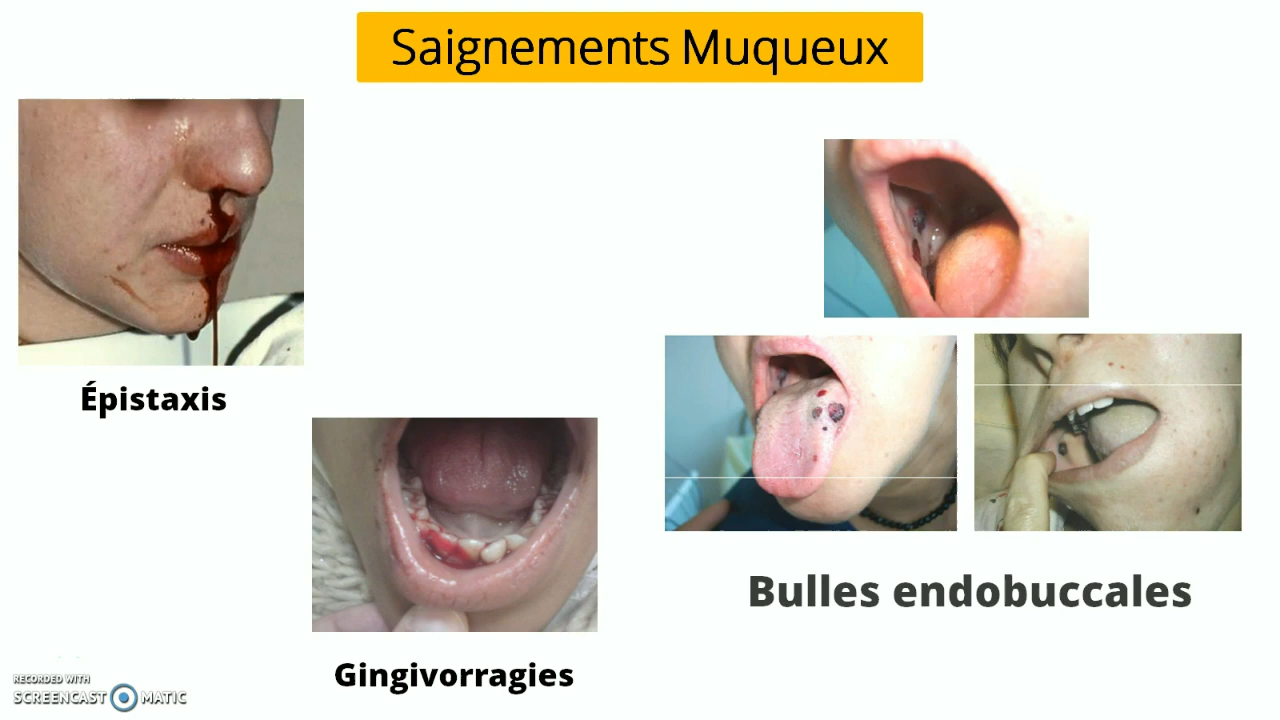 Saignements Muqueux
Épistaxis
Gingivorragies
Bulles endobuccales
RECORDED WITH
SCREENCAST MATIC